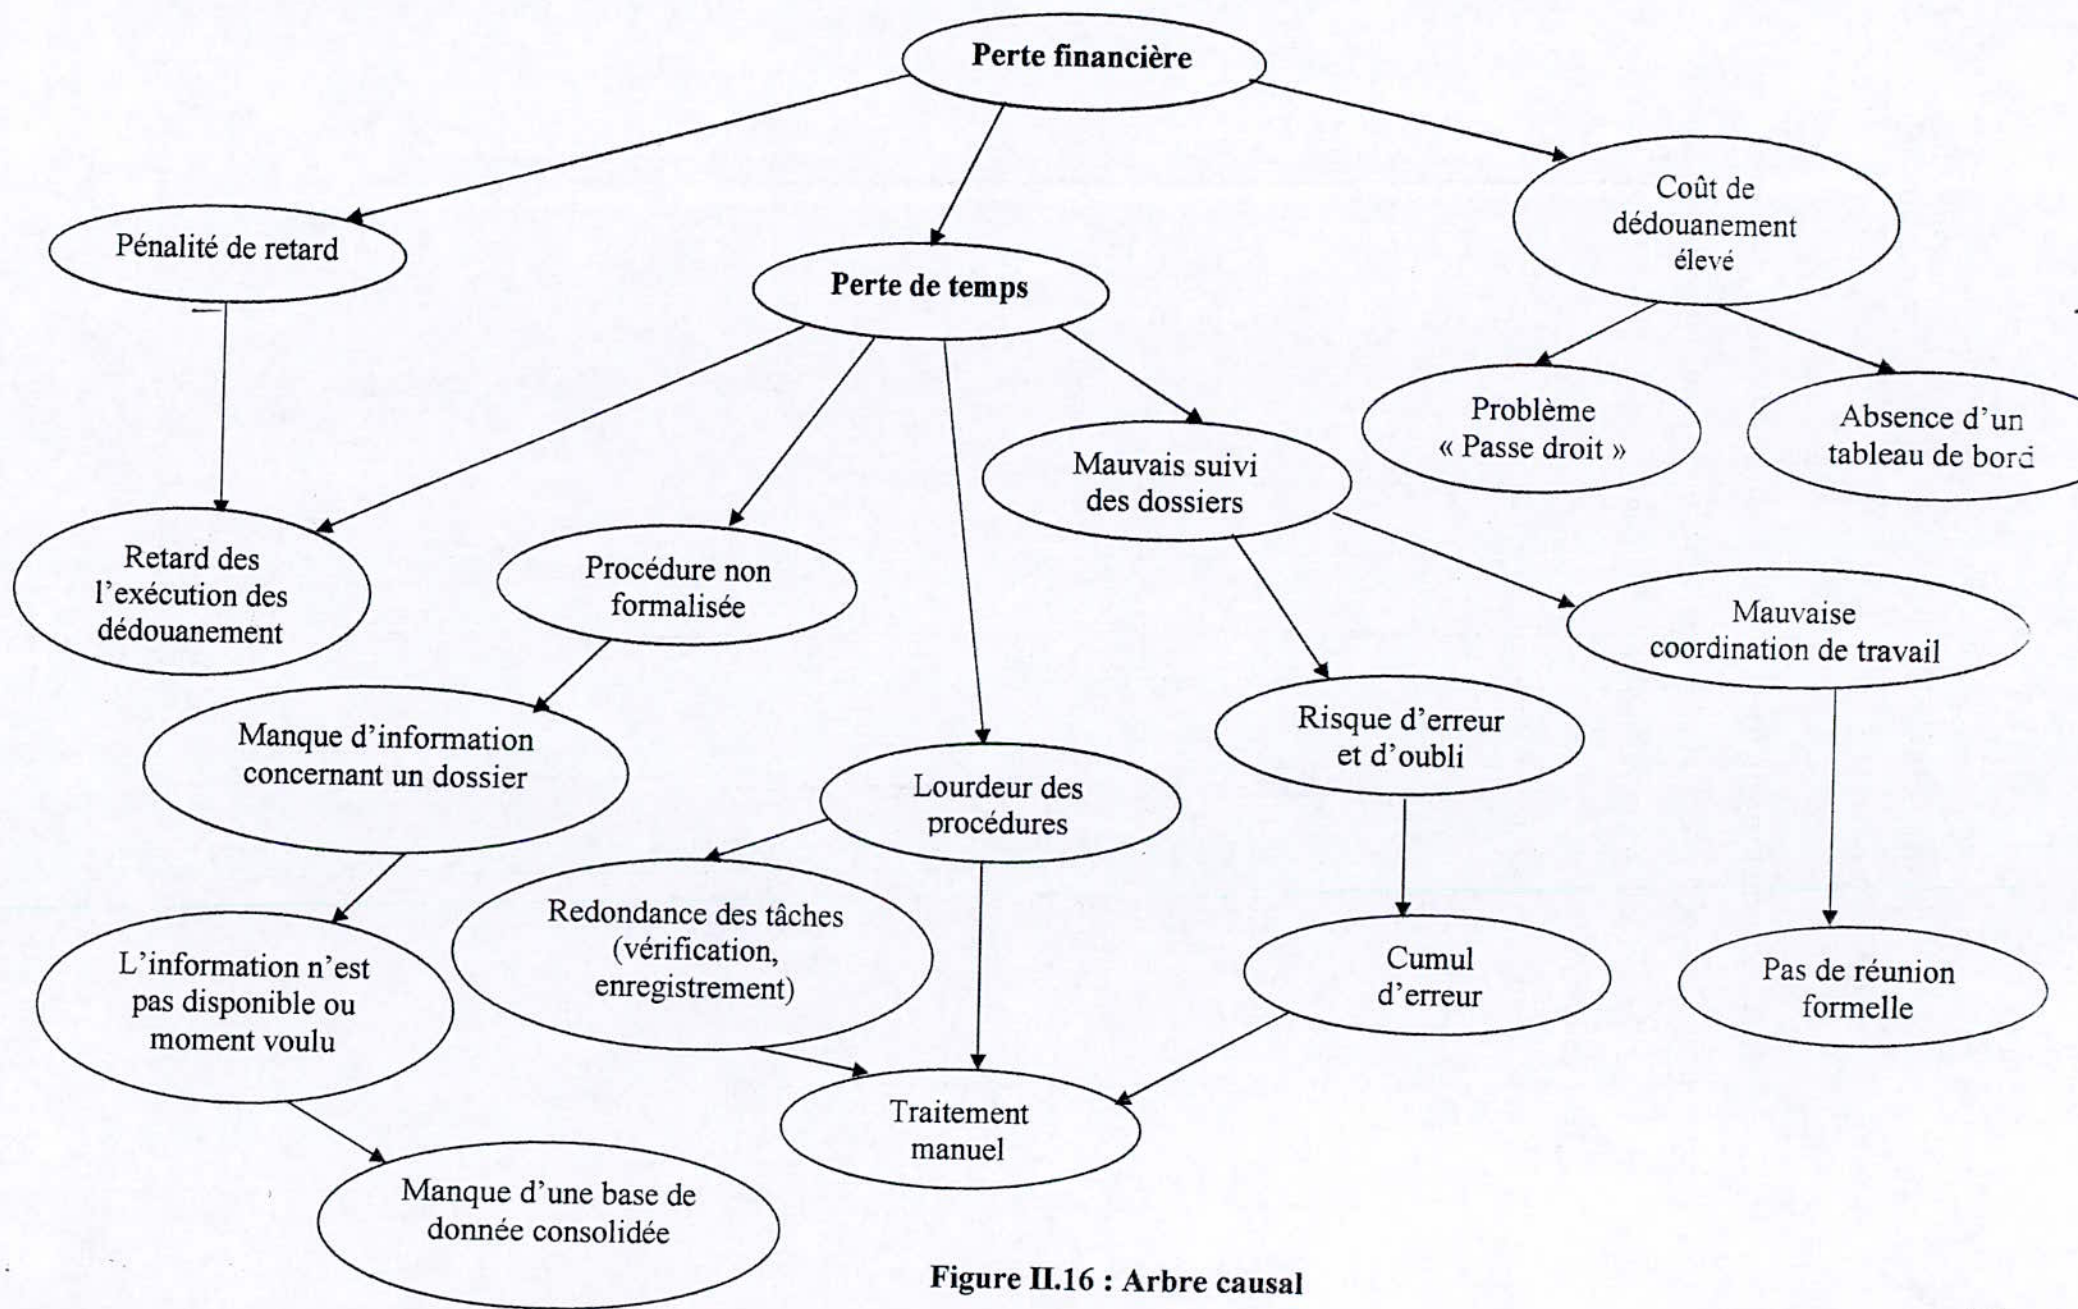 Perte financière
Coût de
dédouanement
élevé
Pénalité de retard
Perte de temps
Problème
« Passe droit »
Absence d'un
tableau de bord
Mauvais suivi
des dossiers
Retard des
l'exécution des
dédouanement
Procédure non
formalisée
Mauvaise
coordination de travail
Manque d'information
concernant un dossier
Risque d'erreur
et d'oubli
Lourdeur des
procédures
Redondance des tâches
(vérification,
enregistrement)
L'information n'est
pas disponible ou
moment voulu
Cumul
d'erreur
Pas de réunion
formelle
Traitement
manuel
Manque d'une base de
donnée consolidée
Figure II.16 : Arbre causal